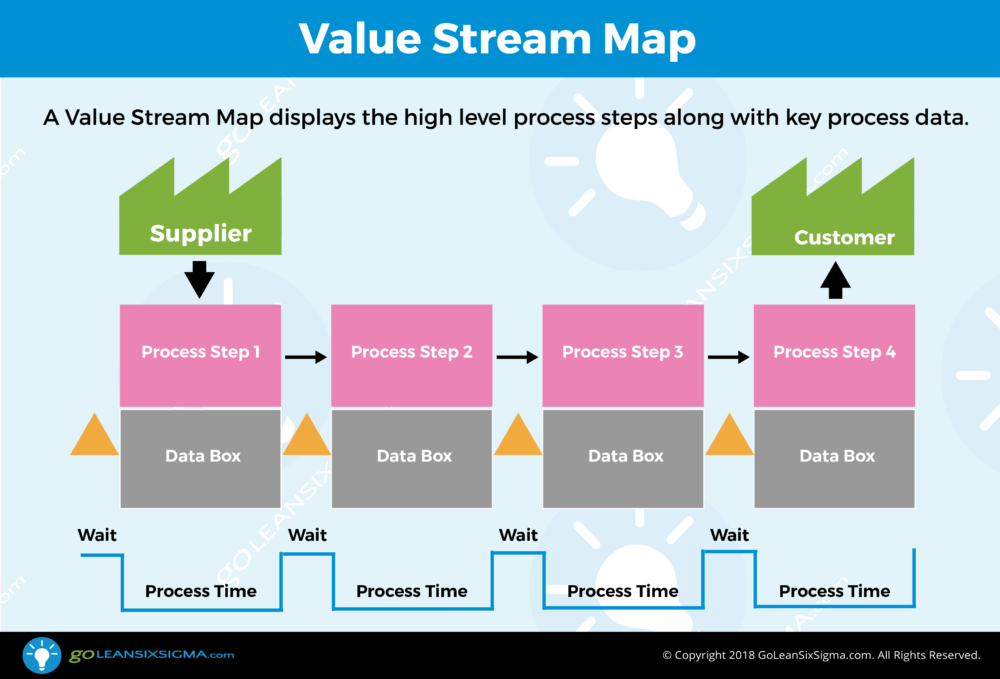 Value Stream Map
A Value Stream Map displays the high level process steps along with key process data.
Supplier
Customer
Process Step 1
Process Step 2
Process Step 3
Process Step 4
Data Box
Data Box
Data Box
Data Box
Wait
Wait
Wait
Wait
Process Time
Process Time
Process Time
Process Time
goLEANSIXSIGMA.com
© Copyright 2018 GoLeanSixSigma.com. All Rights Reserved.